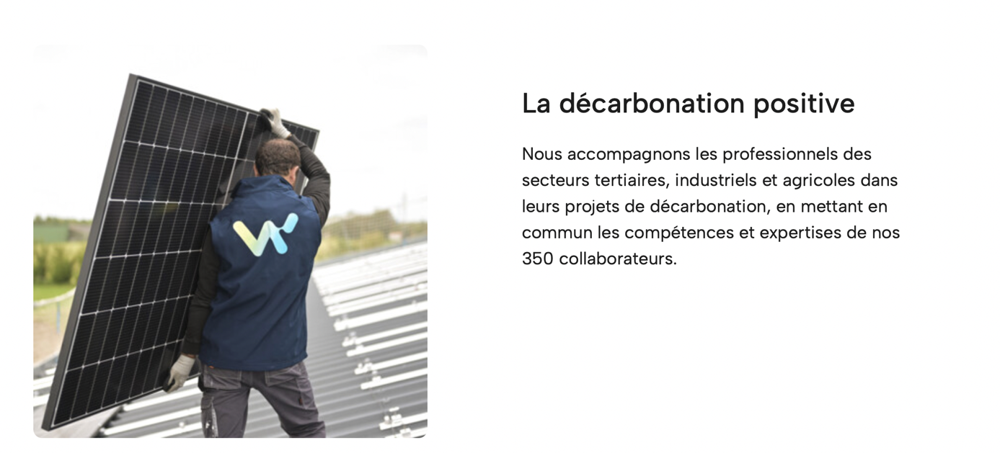 La décarbonation positive
Nous accompagnons les professionnels des
secteurs tertiaires, industriels et agricoles dans
leurs projets de décarbonation, en mettant en
commun les compétences et expertises de nos
350 collaborateurs.